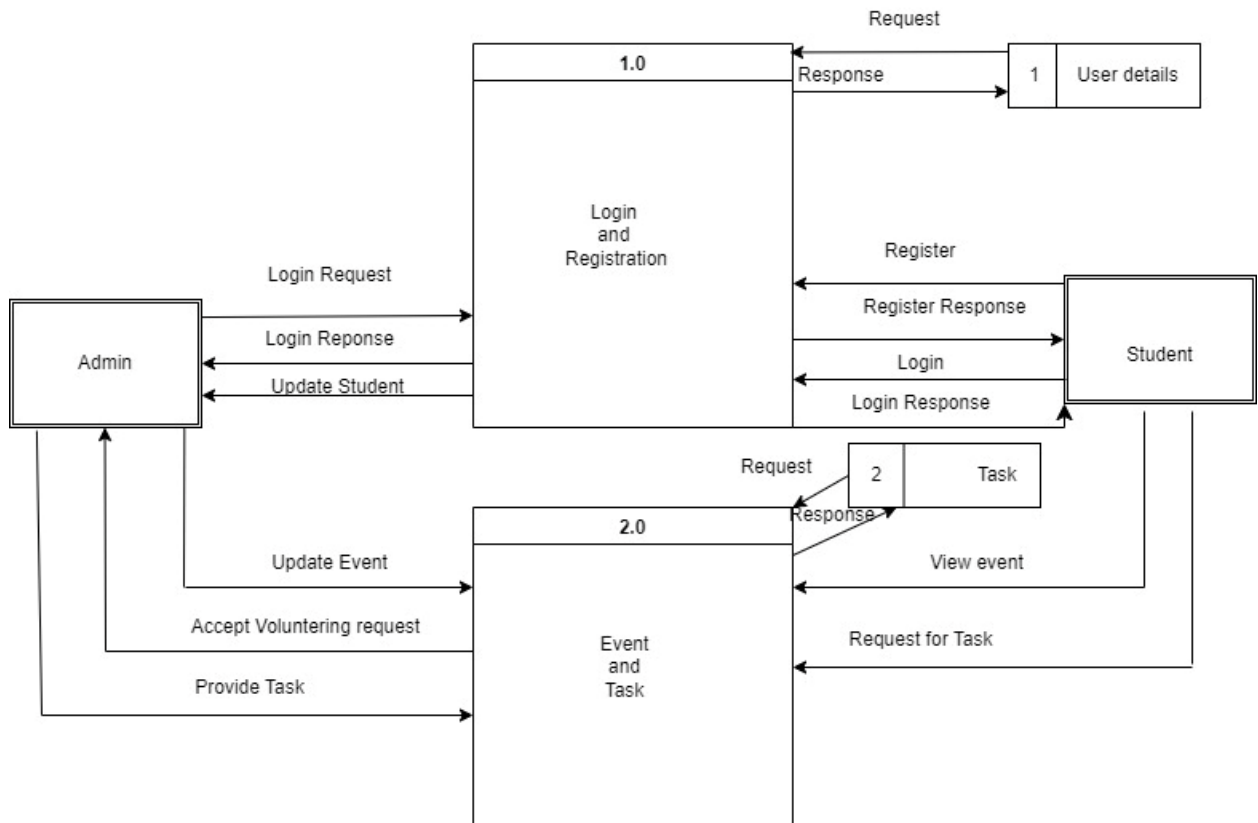 Request
1.0
Response
1
User details
Login
and
Registration
Register
Login Request
Register Response
Login Reponse
Admin
Student
Login
Update Student
Login Response
Request
2
Task
Response
2.0
Update Event
View event
Accept Voluntering request
Event
and
Task
Request for Task
Provide Task